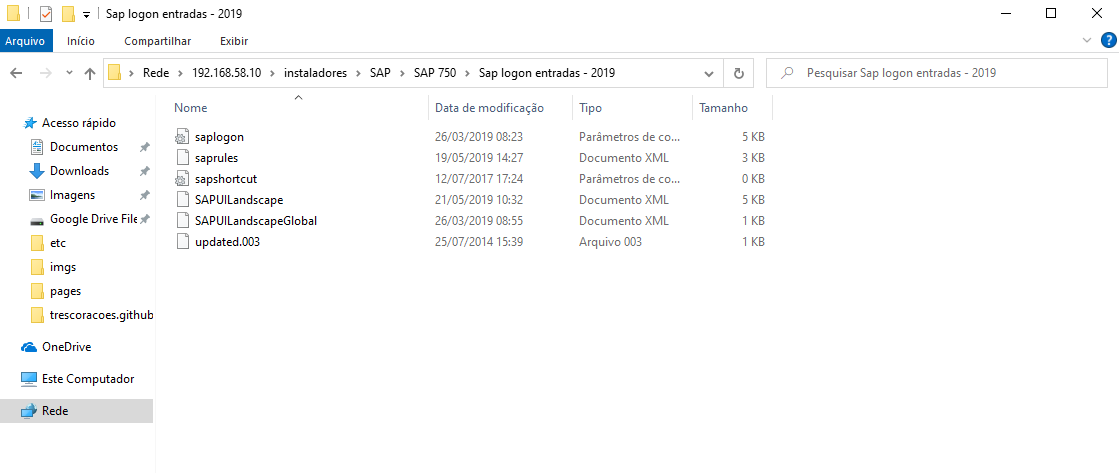 Sap logon entradas - 2019
Arquivo Início Compartilhar Exibir
Rede 192.168.58.10 instaladores SAP SAP 750 Sap logon entradas - 2019 Pesquisar Sap logon entradas - 2019
Acesso rápido
Documentos
Downloads
Imagens
Google Drive File
etc
imgs
pages
trescoracoes.github
OneDrive
Este Computador
Rede
Nome Data de modificação Tipo Tamanho
saplogon 26/03/2019 08:23 Parâmetros de co... 5 KB
saprules 19/05/2019 14:27 Documento XML 3 KB
sapshortcut 12/07/2017 17:24 Parâmetros de co... 0 KB
SAPUILandscape 21/05/2019 10:32 Documento XML 5 KB
SAPUILandscapeGlobal 26/03/2019 08:55 Documento XML 1 KB
updated.003 25/07/2014 15:39 Arquivo 003 1 KB